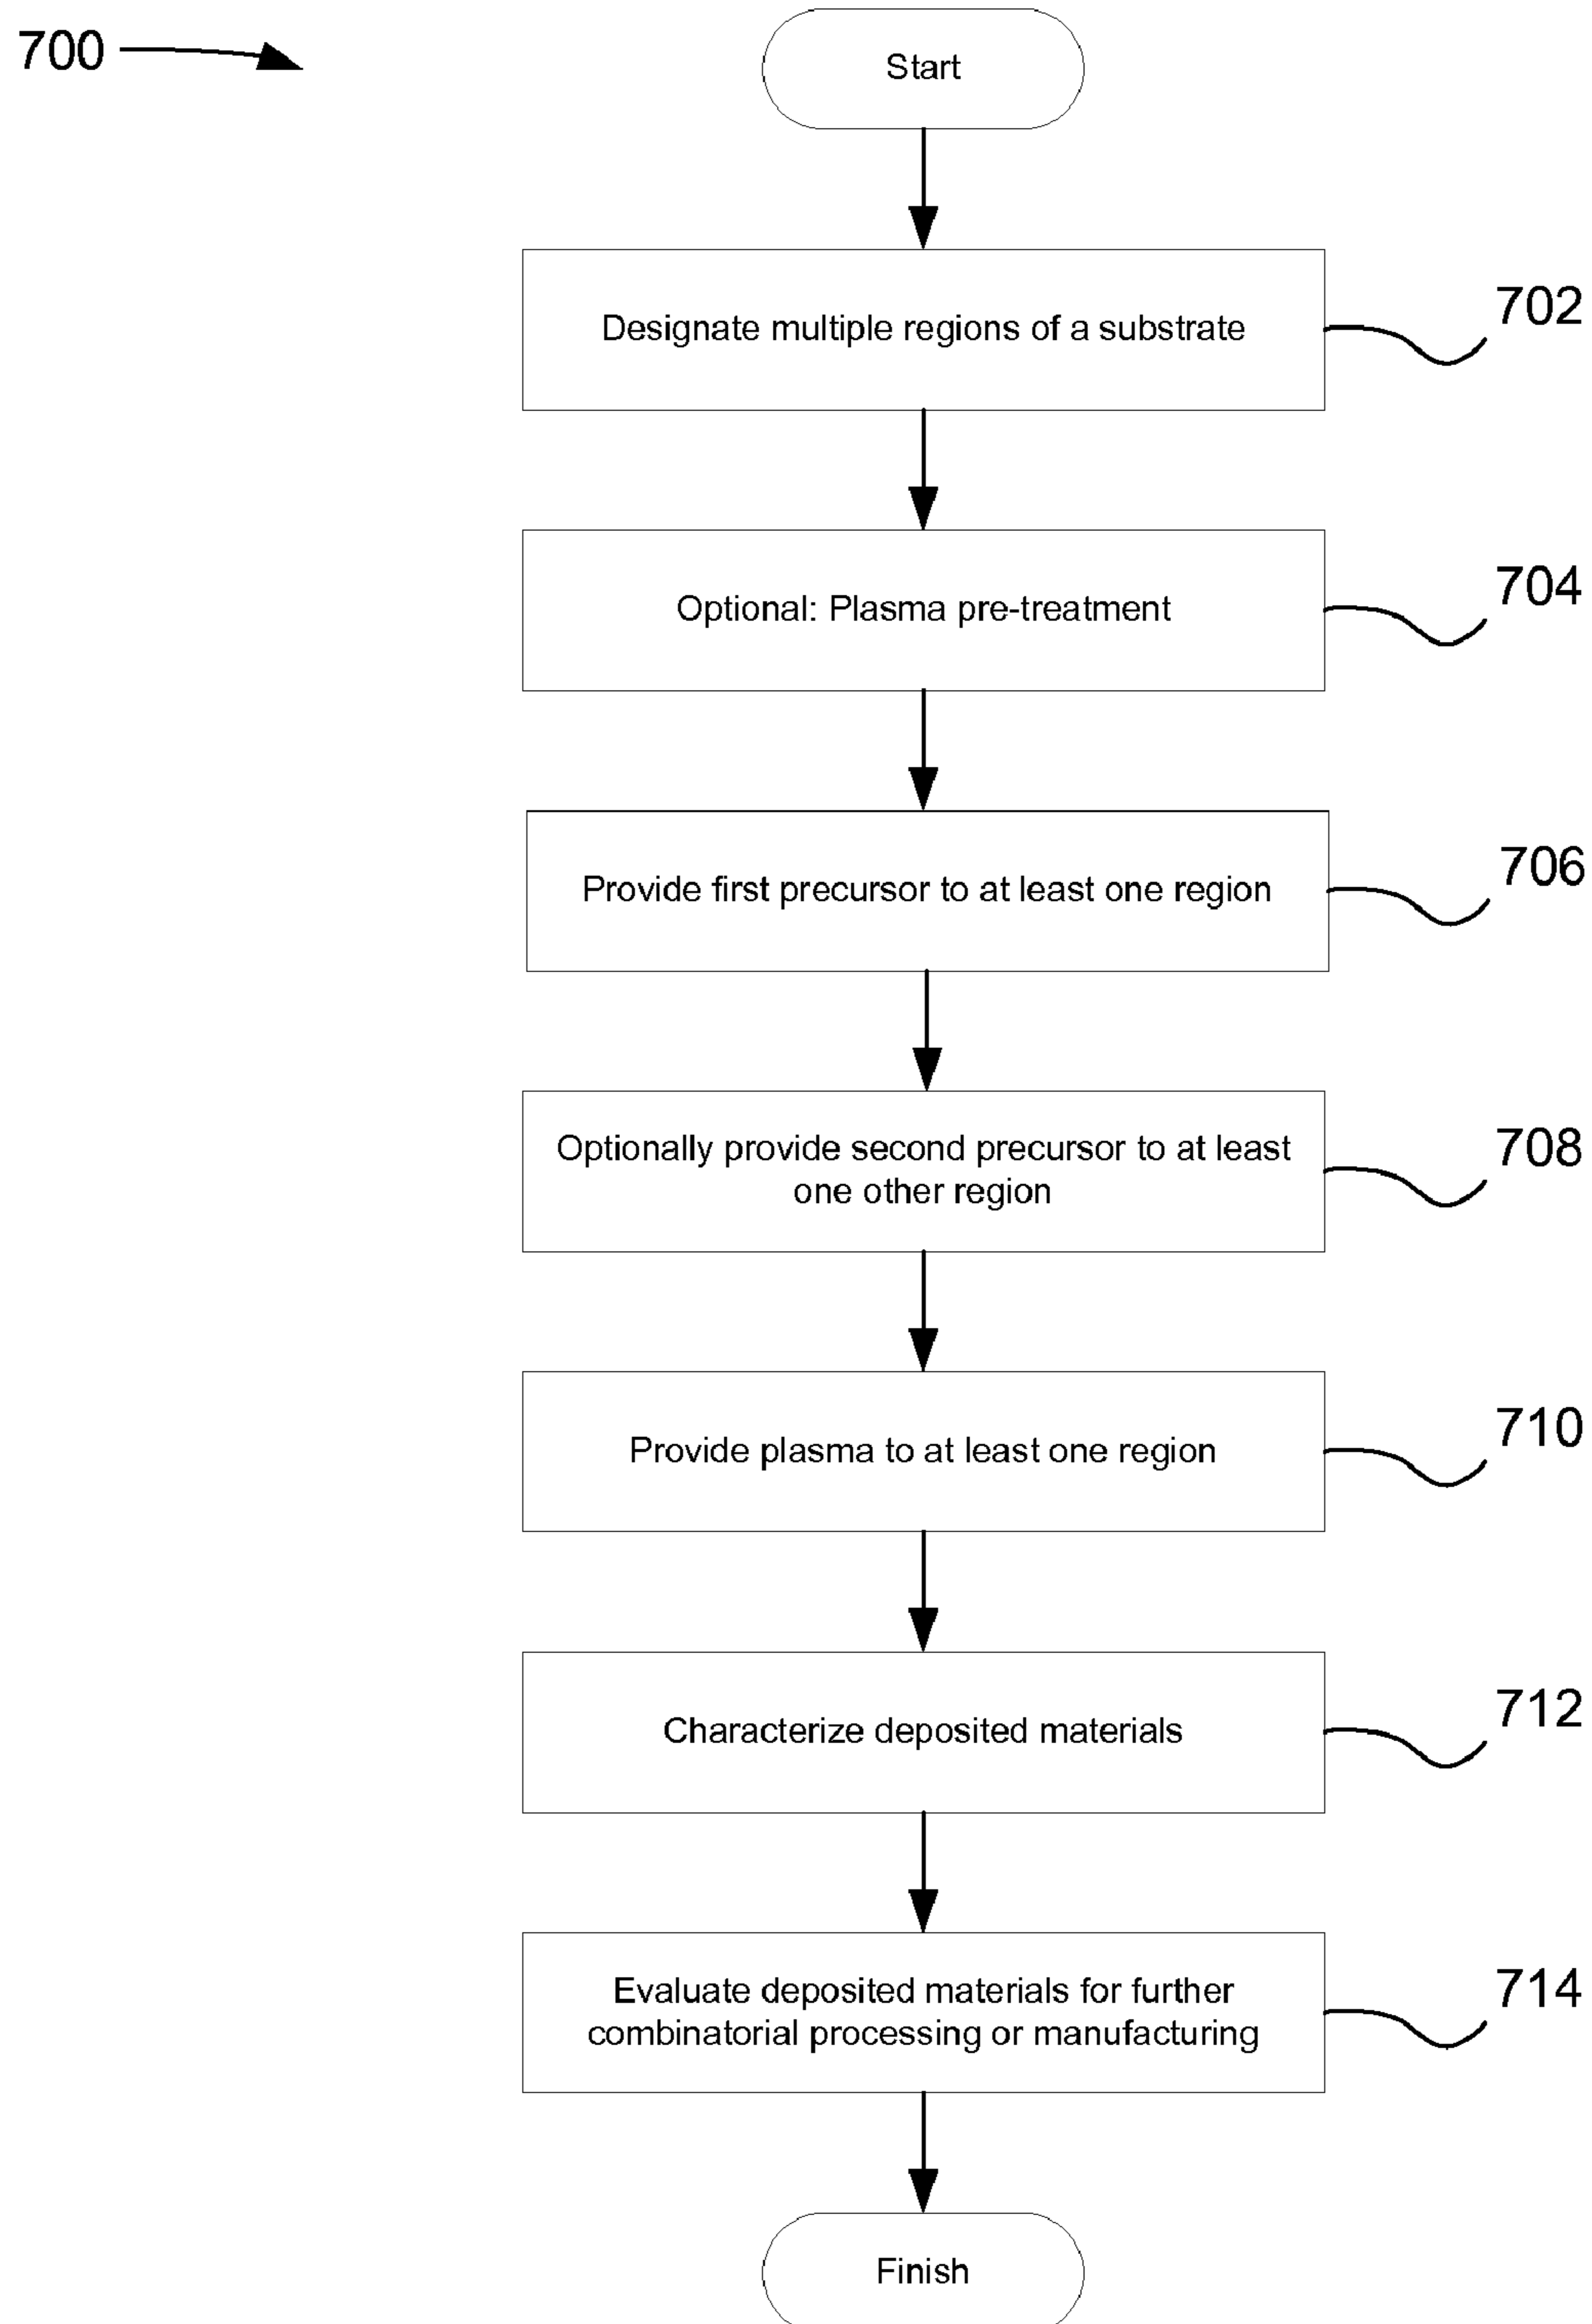 700
Start
Designate multiple regions of a substrate
702
Optional: Plasma pre-treatment
704
Provide first precursor to at least one region
706
Optionally provide second precursor to at least
one other region
708
Provide plasma to at least one region
710
Characterize deposited materials
712
Evaluate deposited materials for further
combinatorial processing or manufacturing
714
Finish